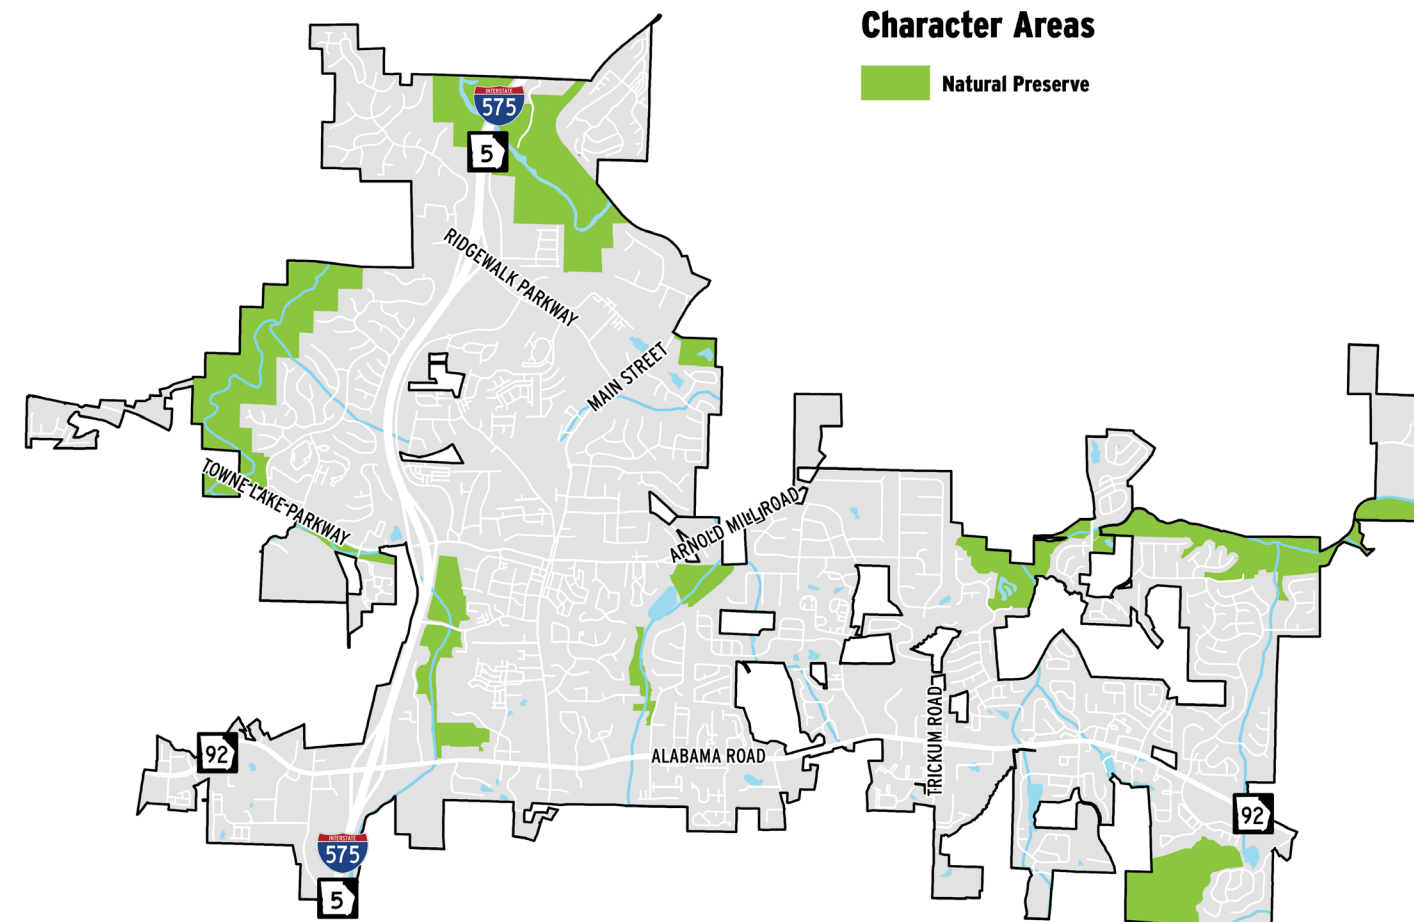 Character Areas
Natural Preserve
INTERSTATE
575
5
RIDGEWALK PARKWAY
MAIN STREET
TOWNE LAKE PARKWAY
ARNOLD MILL ROAD
TRICKUM ROAD
92
ALABAMA ROAD
92
INTERSTATE
575
5